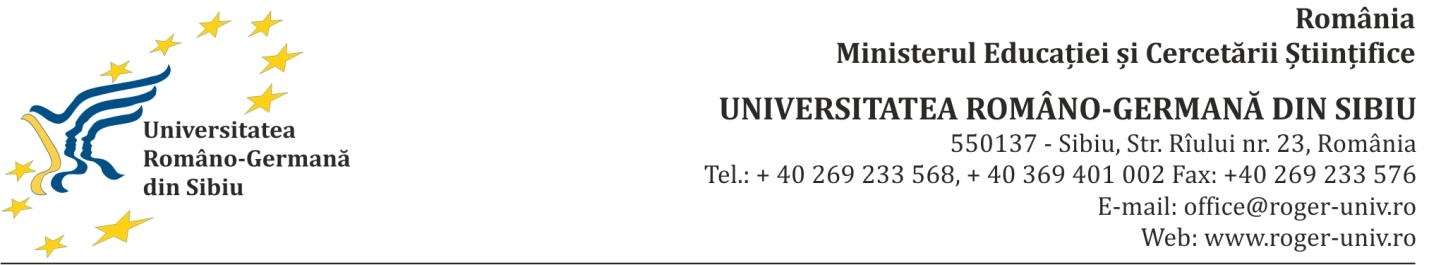 Universitatea
Româno-Germană
din Sibiu
România
Ministerul Educației și Cercetării Științifice
UNIVERSITATEA ROMÂNO-GERMANĂ DIN SIBIU
550137 - Sibiu, Str. Rîului nr. 23, România
Tel.: + 40 269 233 568, + 40 369 401 002 Fax: +40 269 233 576
E-mail: office@roger-univ.ro
Web: www.roger-univ.ro